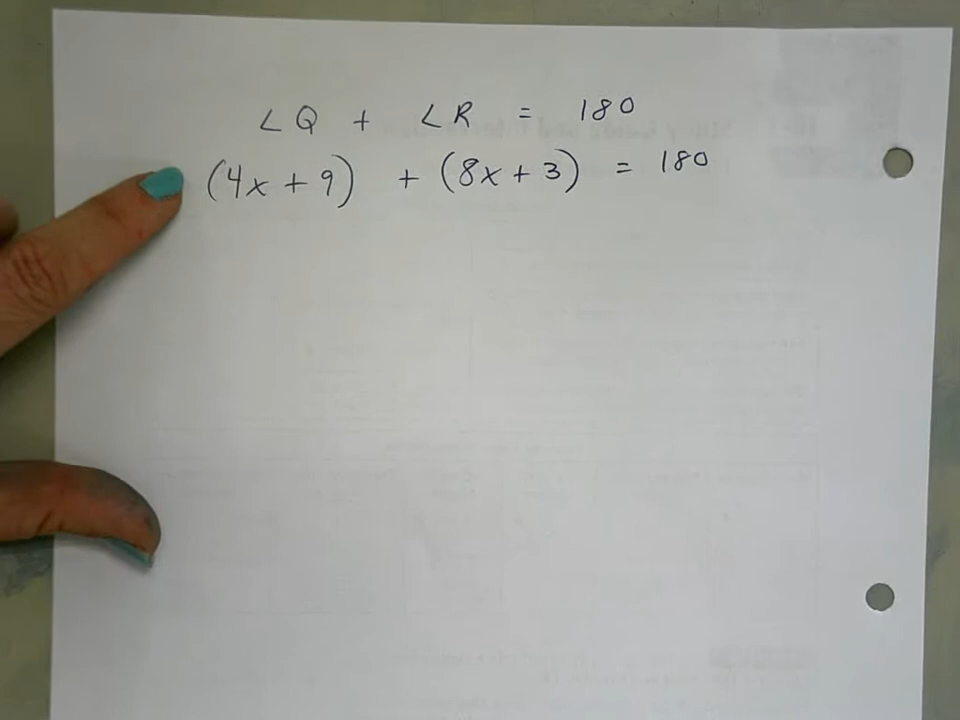 ∠Q + ∠R = 180
(4x + 9) + (8x + 3) = 180